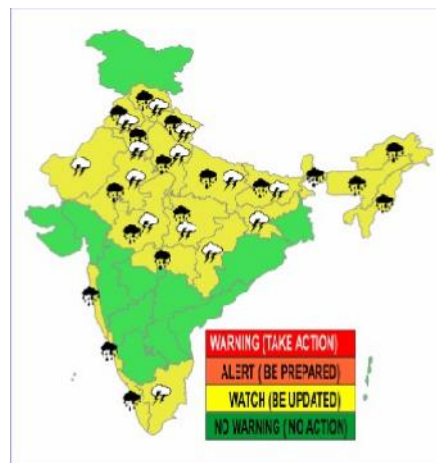 WARNING (TAKE ACTION)
ALERT (BE PREPARED)
WATCH (BE UPDATED)
NO WARNING (NO ACTION)